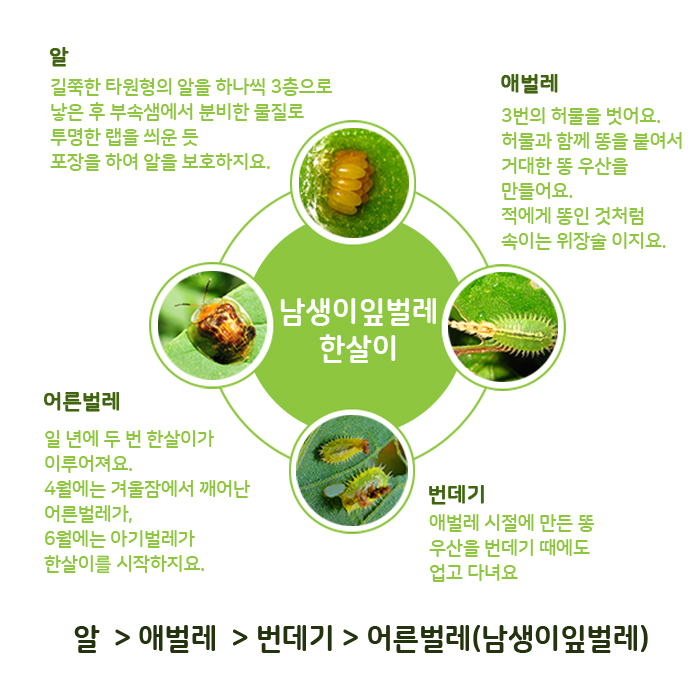 알
길쭉한 타원형의 알을 하나씩 3층으로
낳은 후 부속샘에서 분비한 물질로
투명한 랩을 씌운 듯
포장을 하여 알을 보호하지요.
애벌레
3번의 허물을 벗어요.
허물과 함께 똥을 붙여서
거대한 똥 우산을
만들어요.
적에게 똥인 것처럼
속이는 위장술 이지요.
남생이잎벌레
한살이
어른벌레
일 년에 두 번 한살이가
이루어져요.
4월에는 겨울잠에서 깨어난
어른벌레가,
6월에는 아기벌레가
한살이를 시작하지요.
번데기
애벌레 시절에 만든 똥
우산을 번데기 때에도
업고 다녀요
알 > 애벌레 > 번데기 > 어른벌레(남생이잎벌레)